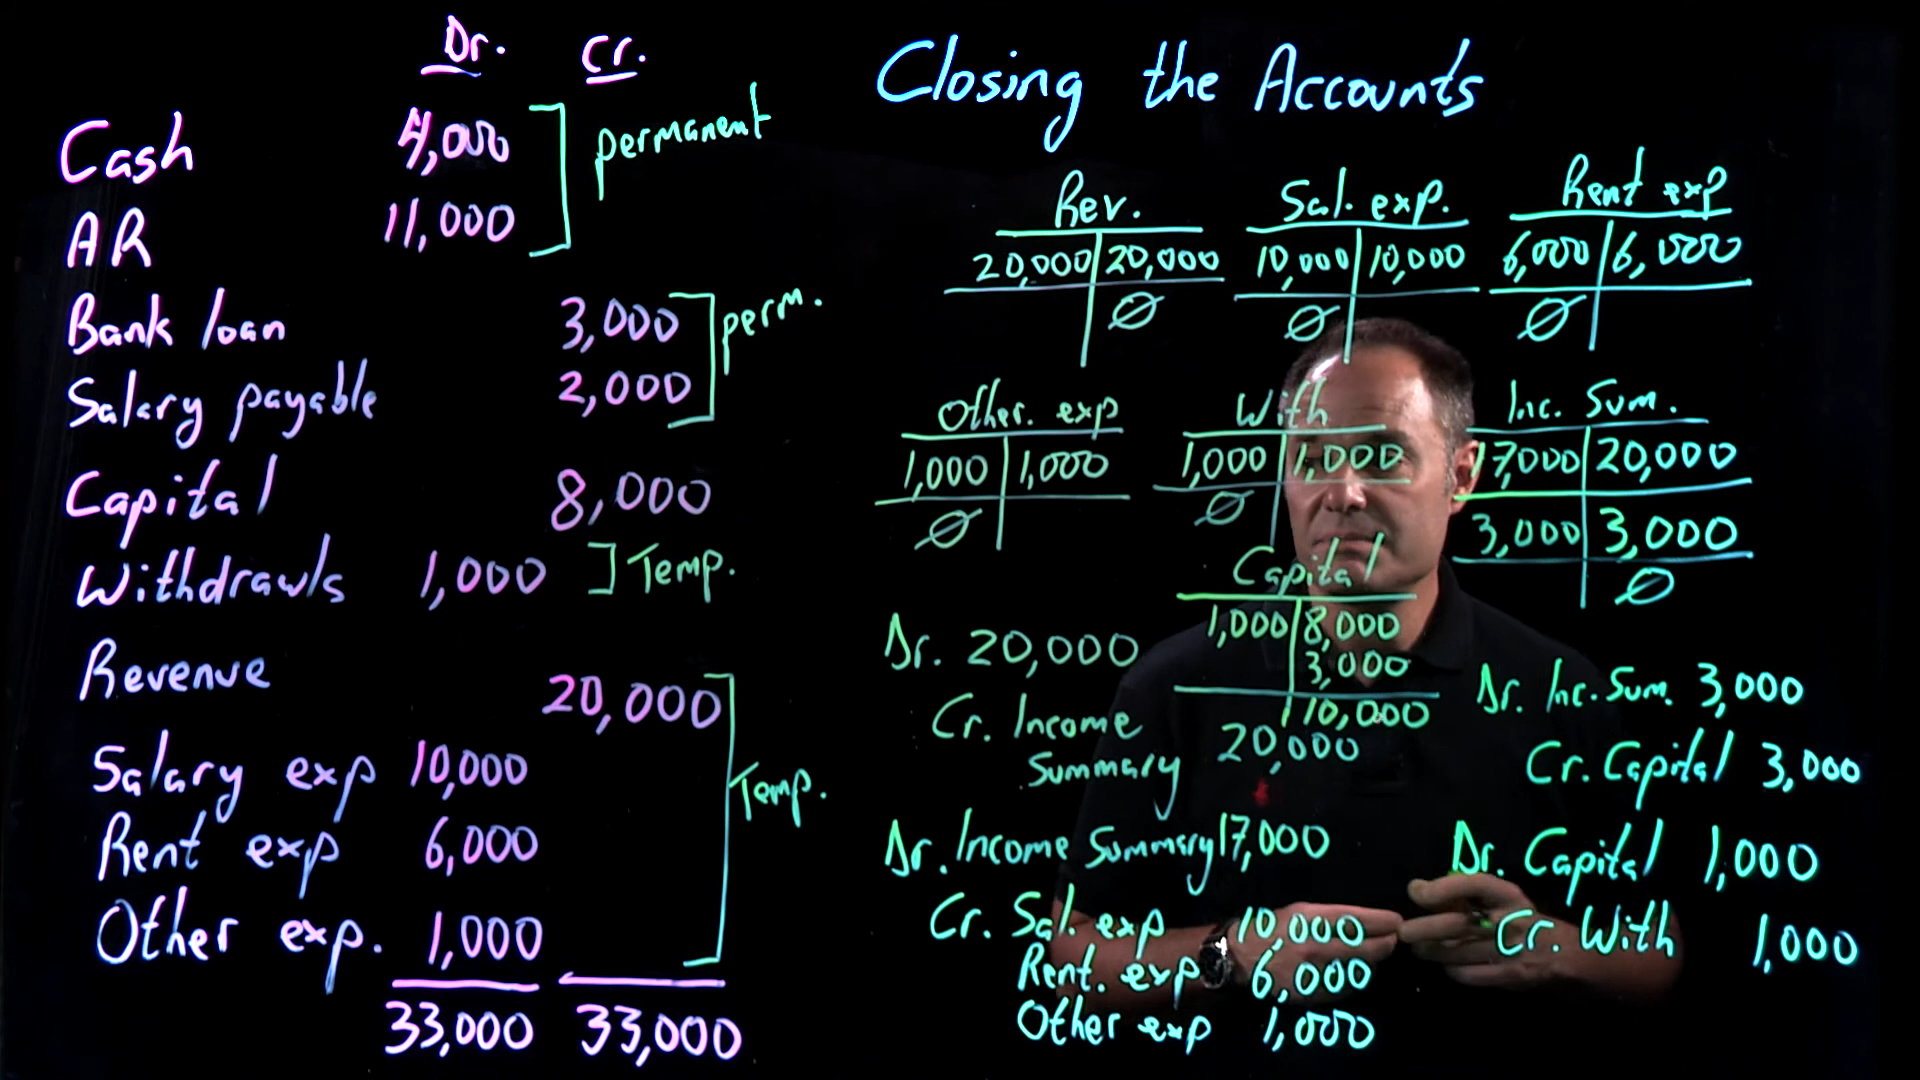 Dr. Cr.
Cash 4,000
permanent
AR 11,000
Bank loan 3,000
perm.
Salary payable 2,000
Capital 8,000
Withdrawls 1,000 Temp.
Revenue 20,000
Salary exp 10,000
Temp.
Rent exp 6,000
Other exp. 1,000
33,000 33,000
Closing the Accounts
Rev.
20,000 20,000
∅
Sal. exp.
10,000 10,000
∅
Rent exp
6,000 6,000
∅
Other. exp
1,000 1,000
∅
With
1,000 1,000
∅
Inc. Sum.
17,000 20,000
3,000 3,000
∅
Capital
1,000 8,000
3,000
10,000
Dr. 20,000
Cr. Income
Summary 20,000
Dr. Income Summary 17,000
Cr. Sal. exp 10,000
Rent. exp 6,000
Other exp 1,000
Dr. Inc. Sum. 3,000
Cr. Capital 3,000
Dr. Capital 1,000
Cr. With 1,000